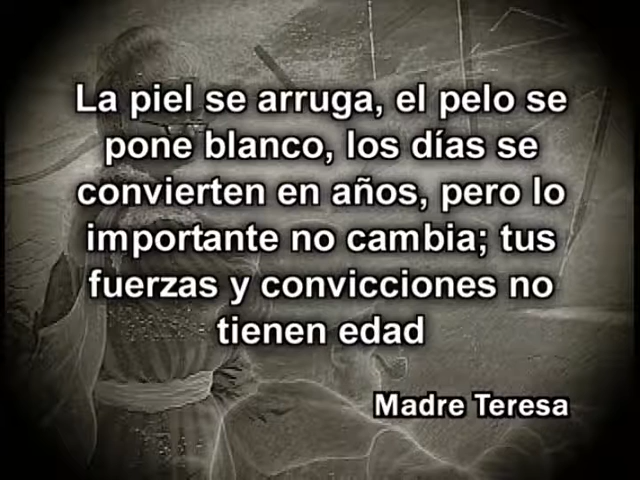 La piel se arruga, el pelo se
pone blanco, los días se
convierten en años, pero lo
importante no cambia; tus
fuerzas y convicciones no
tienen edad
Madre Teresa